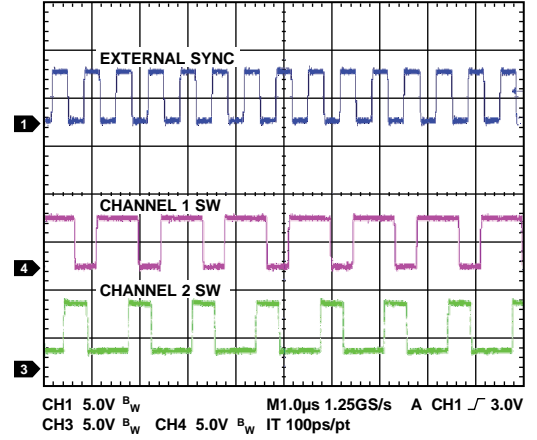 EXTERNAL SYNC
1
CHANNEL 1 SW
4
CHANNEL 2 SW
3
CH1 5.0V BW M1.0µs 1.25GS/s A CH1 3.0V
CH3 5.0V BW CH4 5.0V BW IT 100ps/pt